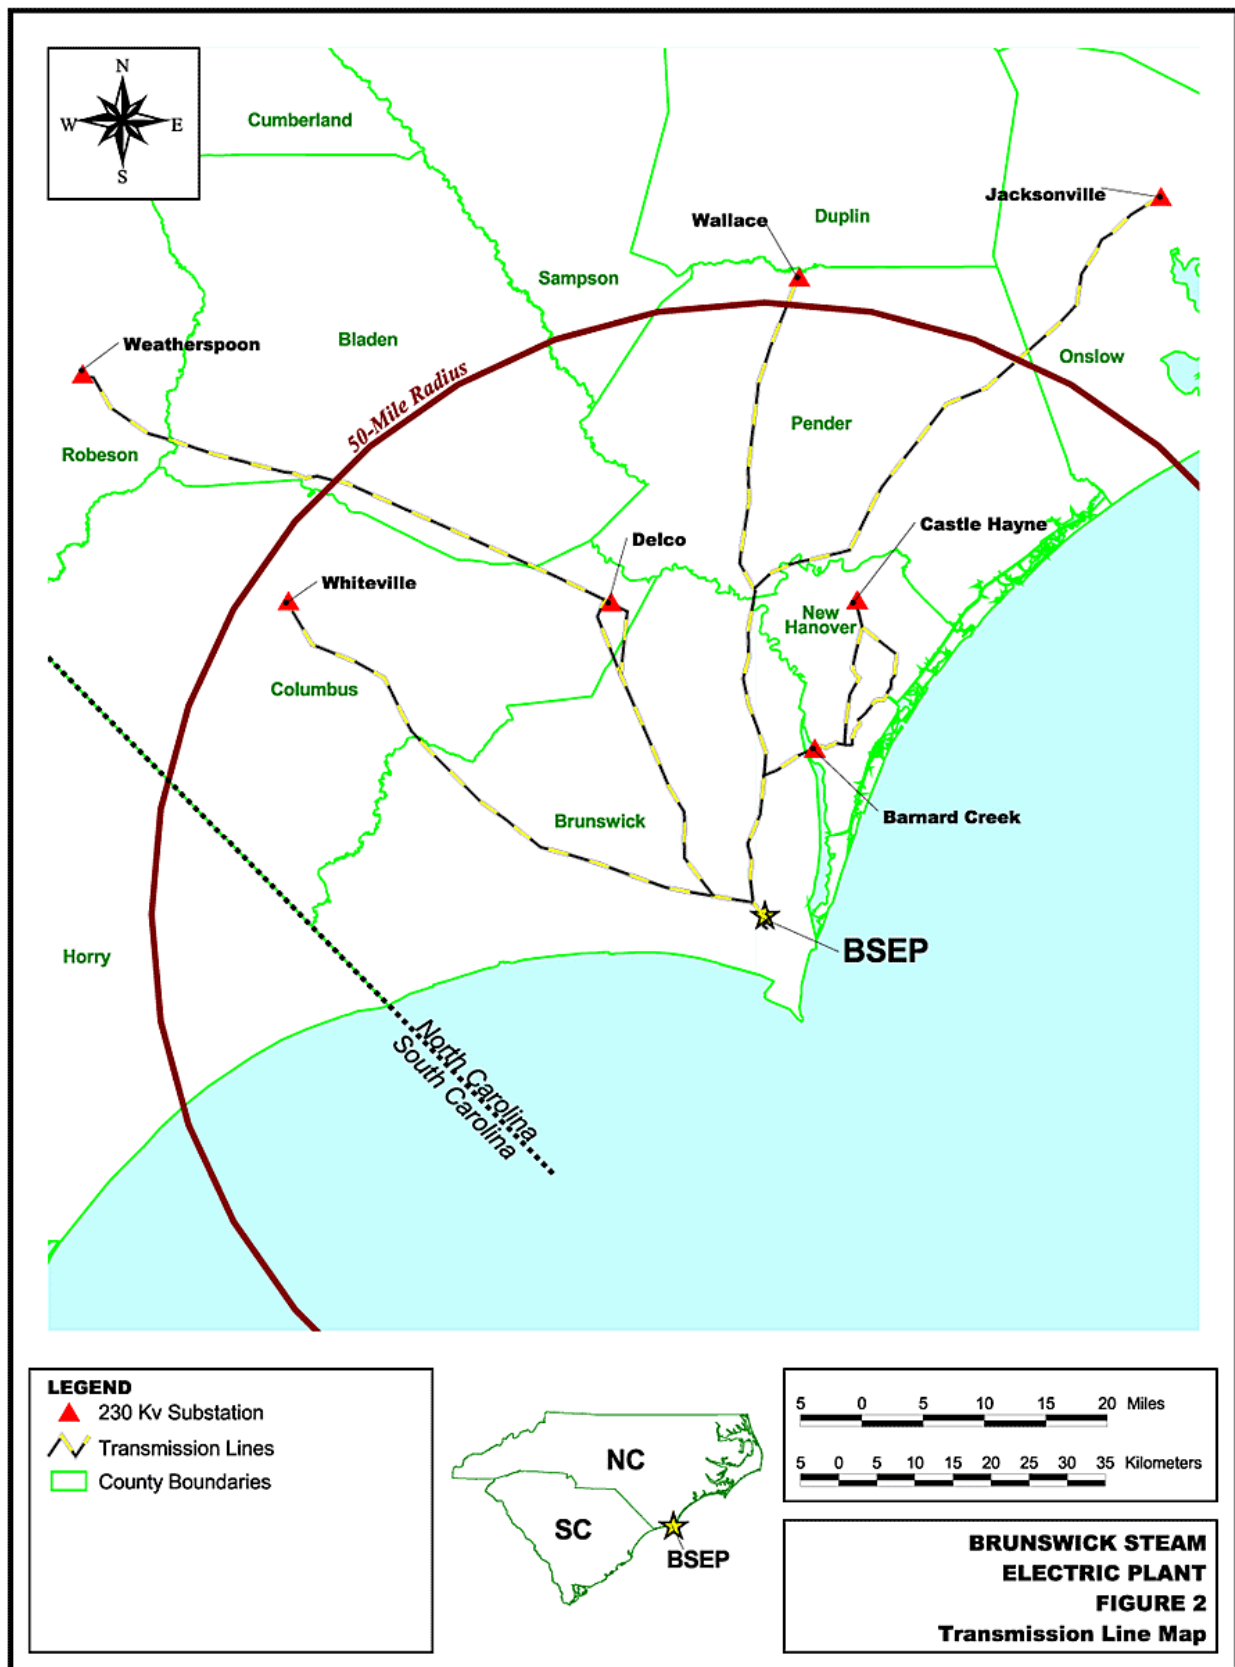 N
W
E
S
Cumberland
Jacksonville
Wallace
Duplin
Sampson
Weatherspoon
Bladen
Onslow
50-Mile Radius
Pender
Robeson
Castle Hayne
Delco
Whiteville
New
Hanover
Columbus
Barnard Creek
Brunswick
BSEP
Horry
North Carolina
South Carolina
LEGEND
230 Kv Substation
Transmission Lines
County Boundaries
NC
SC
BSEP
5 0 5 10 15 20 Miles
5 0 5 10 15 20 25 30 35 Kilometers
BRUNSWICK STEAM
ELECTRIC PLANT
FIGURE 2
Transmission Line Map